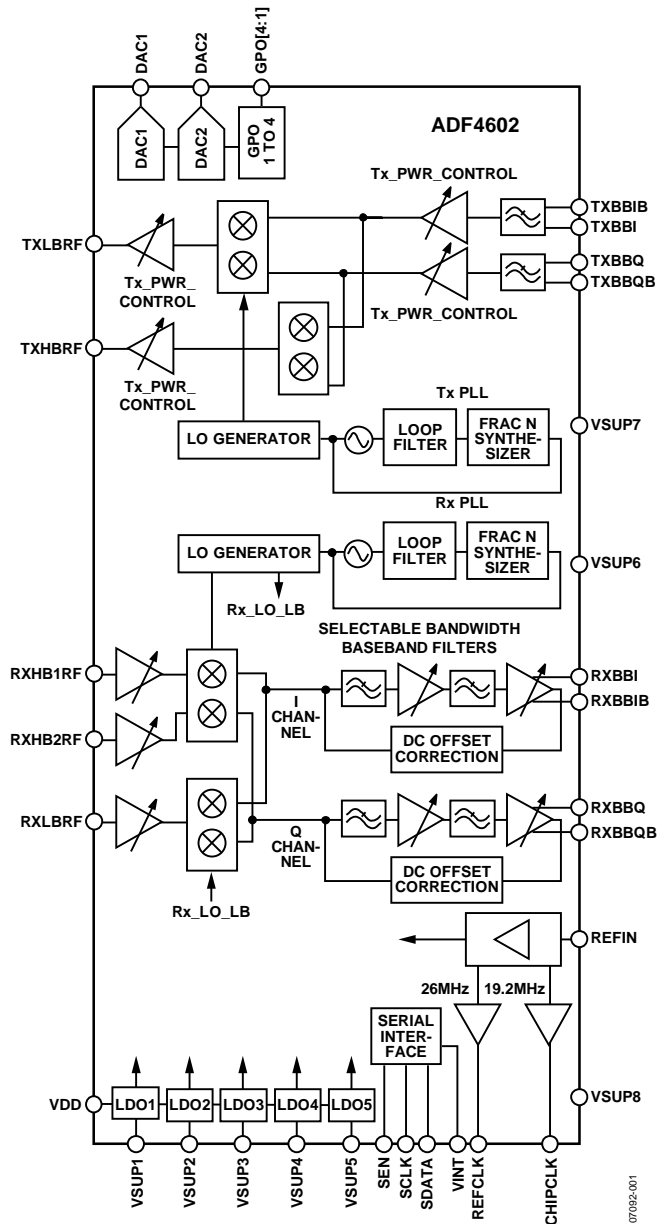 DAC1
DAC2
GPO[4:1]
DAC1
DAC2
GPO
1 TO 4
ADF4602
Tx_PWR_CONTROL
TXBBIB
TXBBI
TXLBRF
Tx_PWR_
CONTROL
TXBBQ
TXBBQB
Tx_PWR_CONTROL
TXHBRF
Tx_PWR_
CONTROL
Tx PLL
LO GENERATOR
LOOP
FILTER
FRAC N
SYNTHE-
SIZER
VSUP7
Rx PLL
LO GENERATOR
LOOP
FILTER
FRAC N
SYNTHE-
SIZER
VSUP6
Rx_LO_LB
SELECTABLE BANDWIDTH
BASEBAND FILTERS
RXHB1RF
RXBBI
I
CHAN-
NEL
RXBBIB
RXHB2RF
DC OFFSET
CORRECTION
RXLBRF
RXBBQ
Q
CHAN-
NEL
RXBBQB
DC OFFSET
CORRECTION
Rx_LO_LB
REFIN
26MHz
19.2MHz
SERIAL
INTER-
FACE
VDD
LDO1
LDO2
LDO3
LDO4
LDO5
VSUP8
VSUP1
VSUP2
VSUP3
VSUP4
VSUP5
SEN
SCLK
SDATA
VINT
REFCLK
CHIPCLK
07092-001